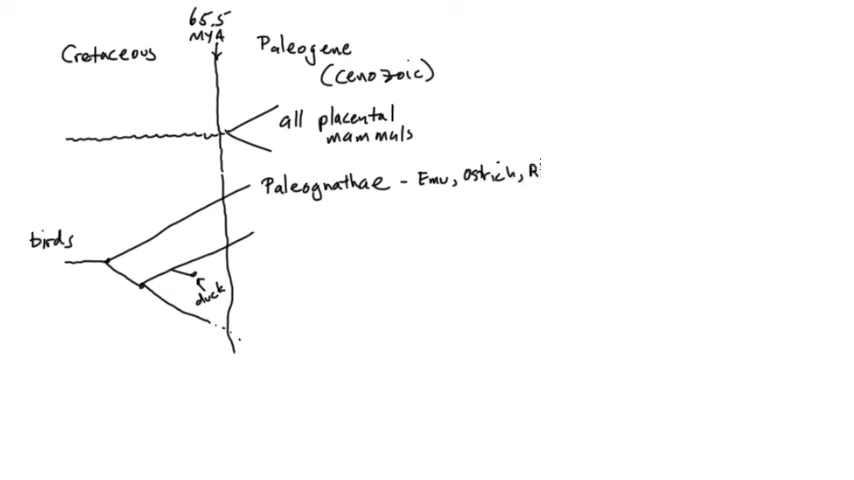 65.5
MYA
Cretaceous
Paleogene
(Cenozoic)
all placental
mammals
Paleognathae - Emu, Ostrich, R
birds
duck